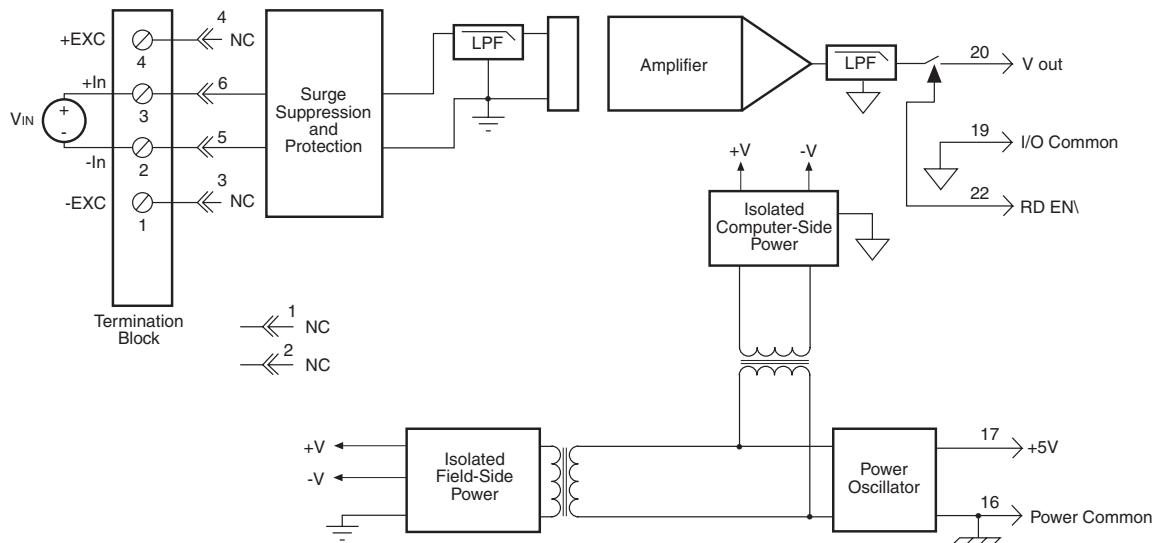 +EXC
4
4
NC
+In
3
6
VIN
+
-
-In
2
5
-EXC
1
3
NC
Termination
Block
Surge
Suppression
and
Protection
LPF
Amplifier
LPF
20
V out
19
I/O Common
22
RD EN\
+V
-V
Isolated
Computer-Side
Power
1
NC
2
NC
+V
-V
Isolated
Field-Side
Power
Power
Oscillator
17
+5V
16
Power Common